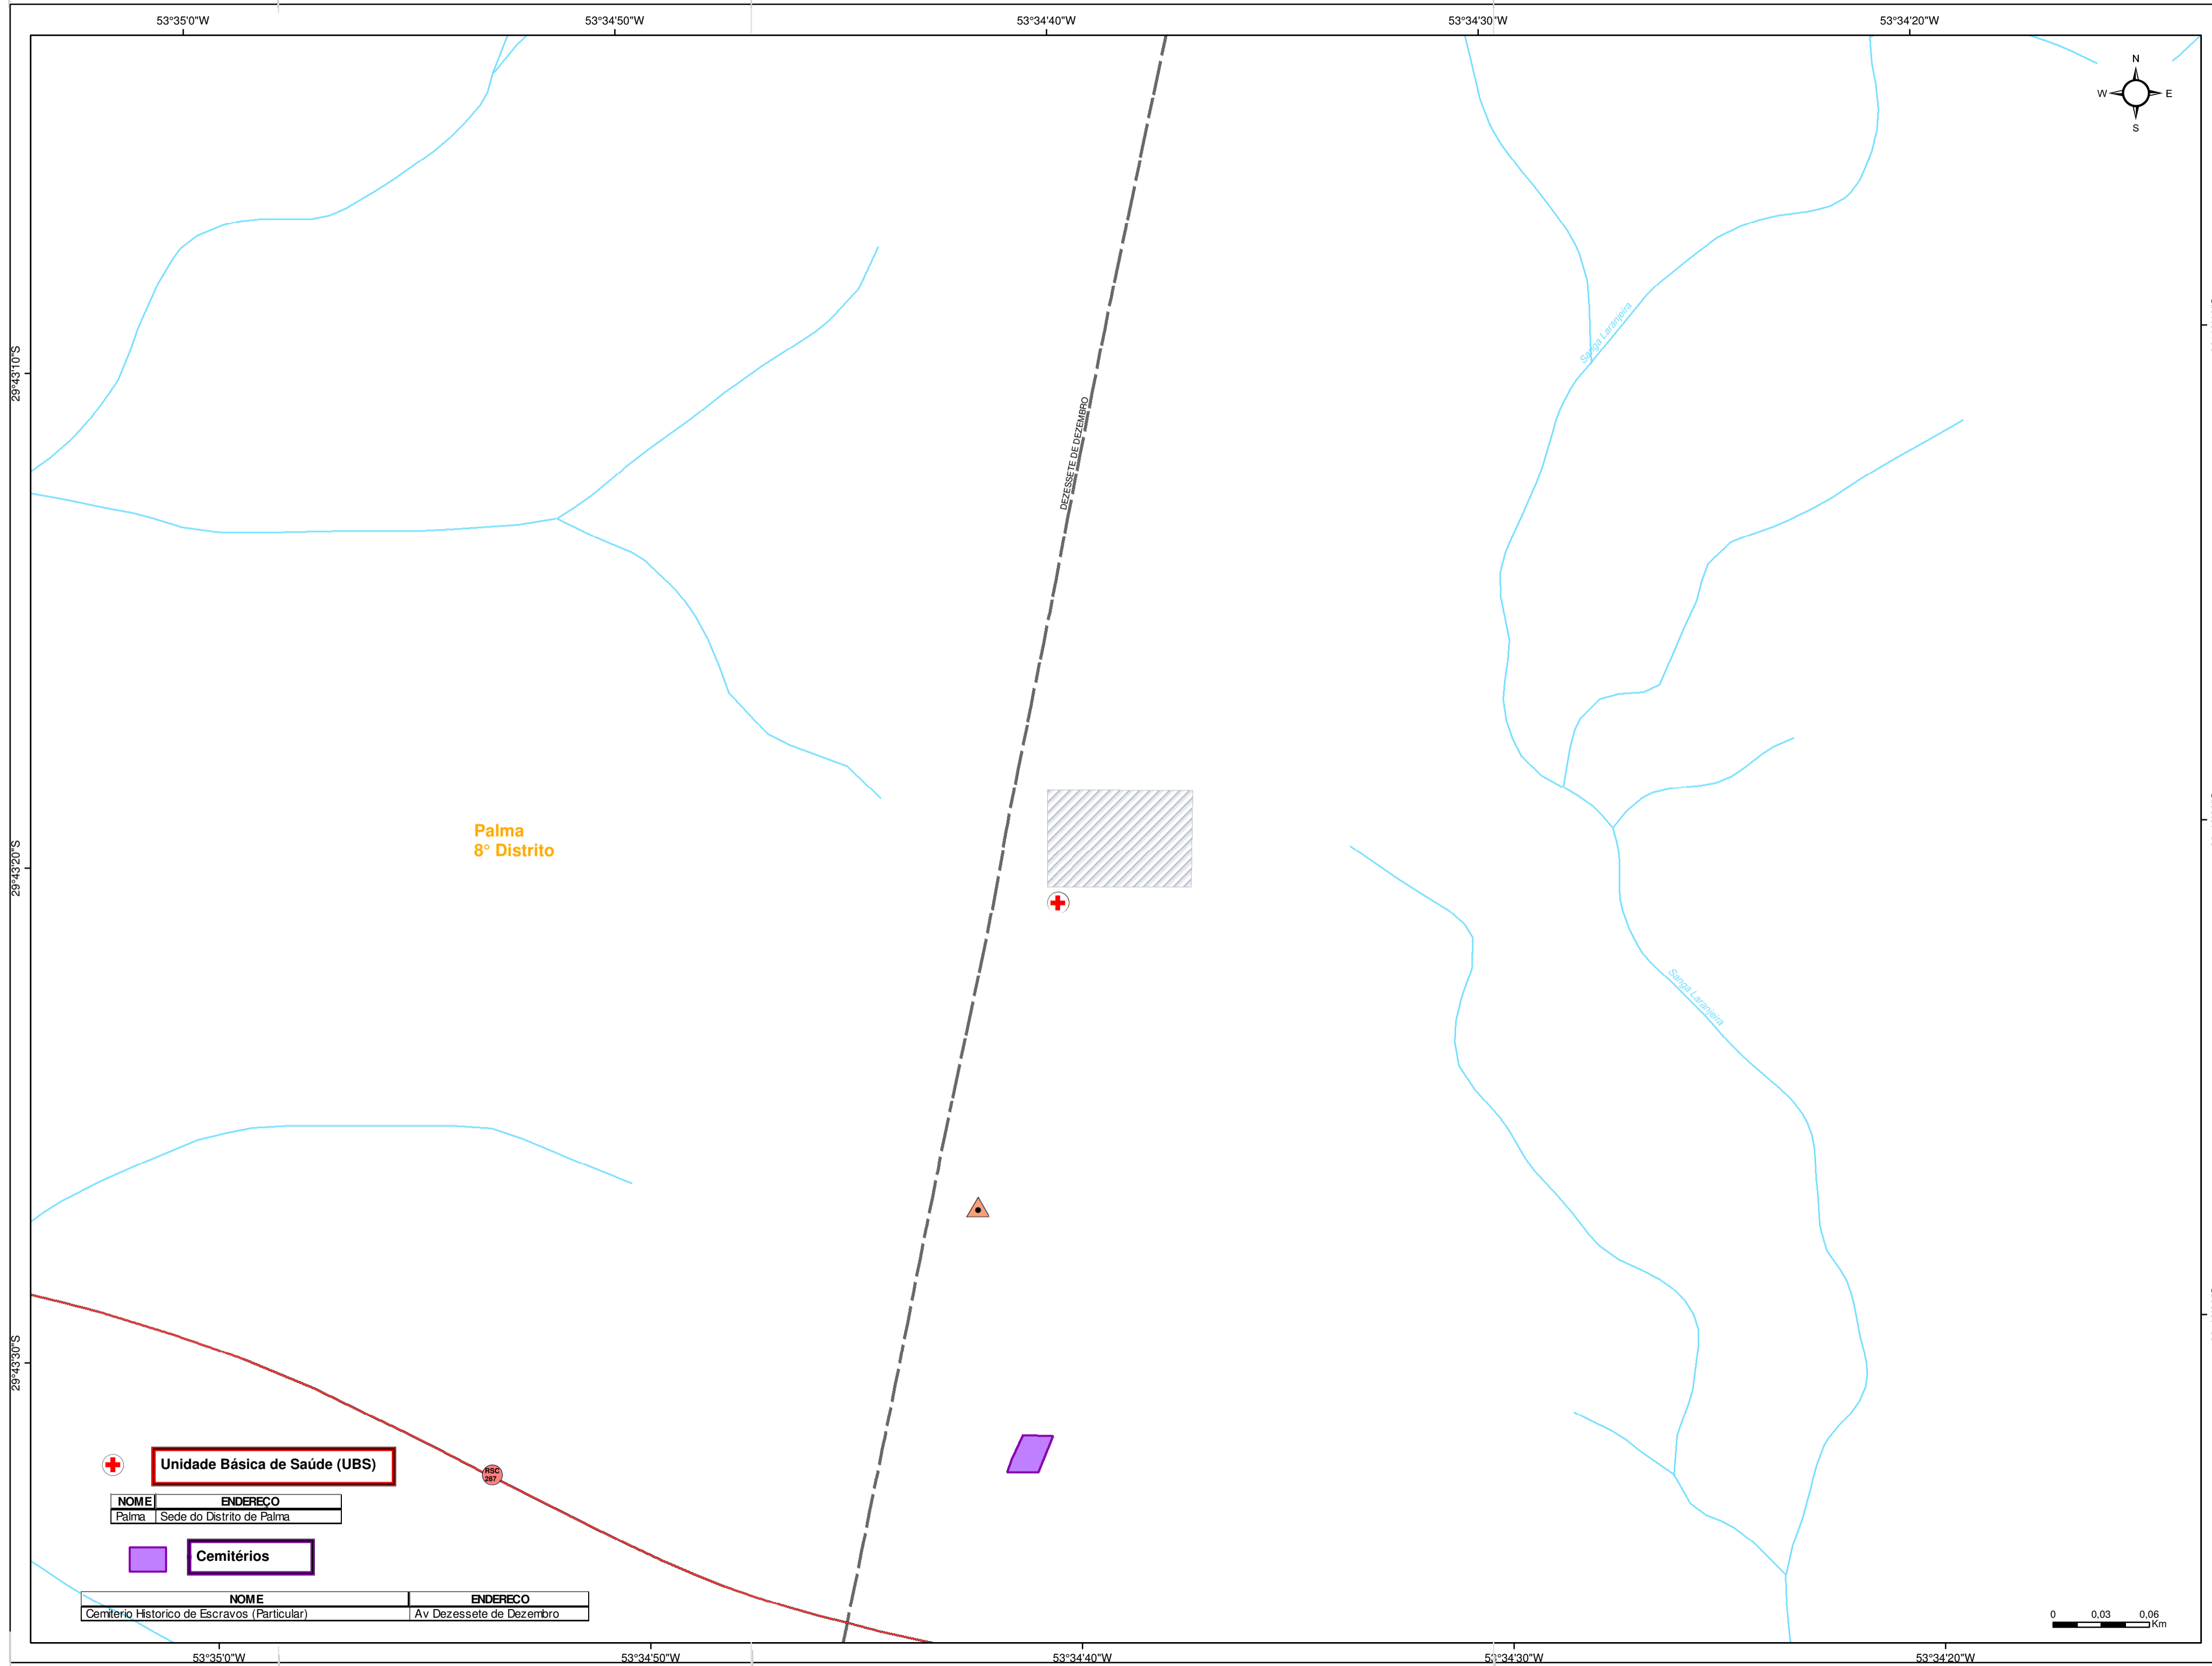 53°35'0"W
53°34'50"W
53°34'40"W
53°34'30"W
53°34'20"W
N
W
E
S
Sanga Laranjeira
29°43'10"S
DEZESSETE DE DEZEMBRO
Palma
8° Distrito
29°43'20"S
Sanga Laranjeira
29°43'30"S
Unidade Básica de Saúde (UBS)
RSC
287
NOME ENDEREÇO
Palma Sede do Distrito de Palma
Cemitérios
NOME ENDERECO
Cemiterio Historico de Escravos (Particular) Av Dezessete de Dezembro
0 0,03 0,06
Km
53°35'0"W
53°34'50"W
53°34'40"W
53°34'30"W
53°34'20"W